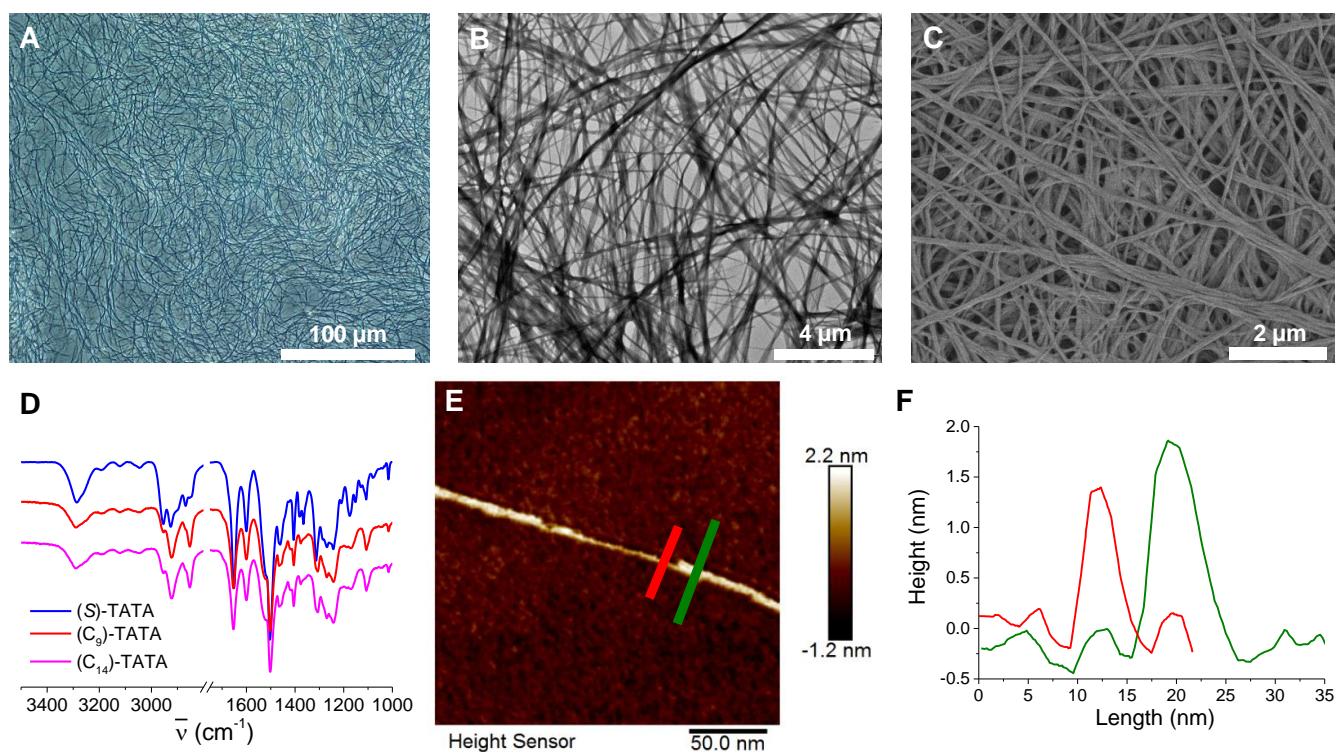 A
100 µm
B
4 µm
C
2 µm
D
(S)-TATA
(C₉)-TATA
(C₁₄)-TATA
3400 3200 3000 1600 1400 1200 1000
ν̅ (cm⁻¹)
E
2.2 nm
-1.2 nm
Height Sensor
50.0 nm
F
2.0
1.5
1.0
0.5
0.0
-0.5
Height (nm)
0 5 10 15 20 25 30 35
Length (nm)